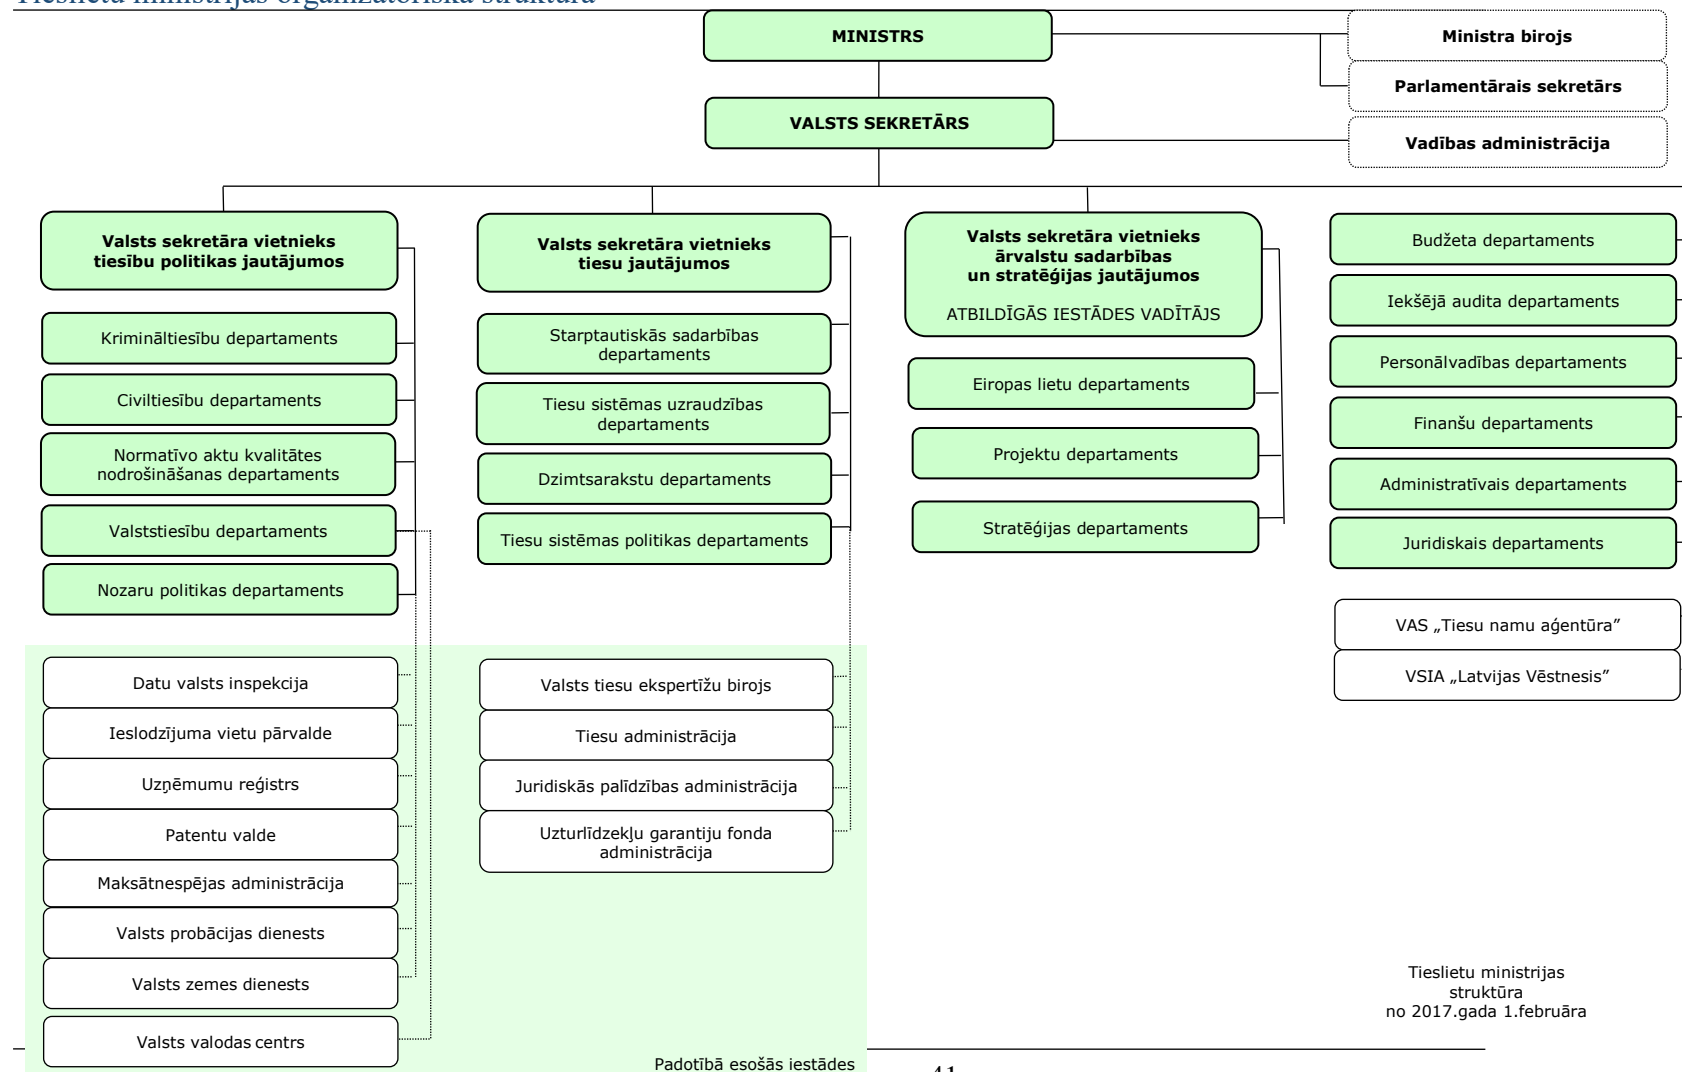 Tieslietu ministrijas organizatoriskā struktūra
MINISTRS
Ministra birojs
Parlamentārais sekretārs
VALSTS SEKRETĀRS
Vadības administrācija
Valsts sekretāra vietnieks
tiesību politikas jautājumos
Krimināltiesību departaments
Civiltiesību departaments
Normatīvo aktu kvalitātes
nodrošināšanas departaments
Valststiesību departaments
Nozaru politikas departaments
Datu valsts inspekcija
Ieslodzījuma vietu pārvalde
Uzņēmumu reģistrs
Patentu valde
Maksātnespējas administrācija
Valsts probācijas dienests
Valsts zemes dienests
Valsts valodas centrs
Valsts sekretāra vietnieks
tiesu jautājumos
Starptautiskās sadarbības
departaments
Tiesu sistēmas uzraudzības
departaments
Dzimtsarakstu departaments
Tiesu sistēmas politikas departaments
Valsts tiesu ekspertīžu birojs
Tiesu administrācija
Juridiskās palīdzības administrācija
Uzturlīdzekļu garantiju fonda
administrācija
Padotībā esošās iestādes
Valsts sekretāra vietnieks
ārvalstu sadarbības
un stratēģijas jautājumos
ATBILDĪGĀS IESTĀDES VADĪTĀJS
Eiropas lietu departaments
Projektu departaments
Stratēģijas departaments
Budžeta departaments
Iekšējā audita departaments
Personālvadības departaments
Finanšu departaments
Administratīvais departaments
Juridiskais departaments
VAS „Tiesu namu aģentūra”
VSIA „Latvijas Vēstnesis”
Tieslietu ministrijas
struktūra
no 2017.gada 1.februāra
41